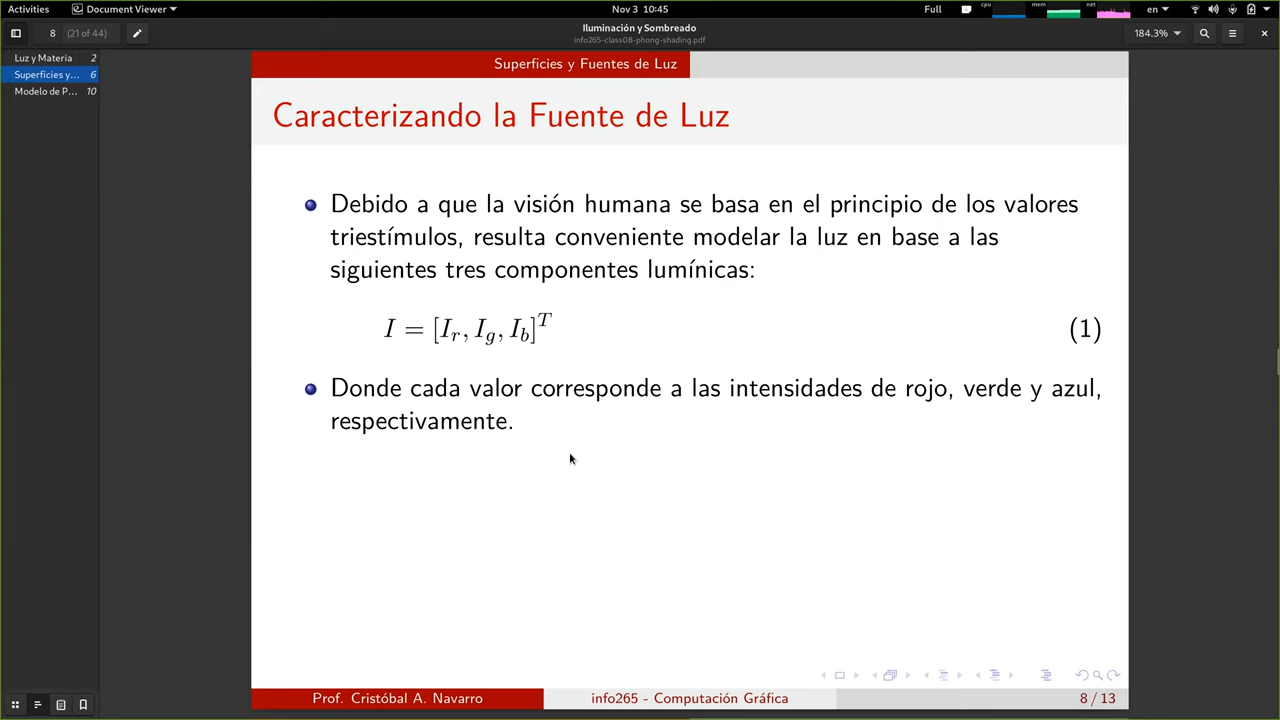 Activities
Document Viewer
Nov 3 10:45
Full
cpu
mem
net
en
8
(21 of 44)
Iluminación y Sombreado
info265-class08-phong-shading.pdf
184.3%
Luz y Materia 2
Superficies y... 6
Modelo de P... 10
Superficies y Fuentes de Luz
Caracterizando la Fuente de Luz
Debido a que la visión humana se basa en el principio de los valores
triestímulos, resulta conveniente modelar la luz en base a las
siguientes tres componentes lumínicas:
I = [I_r, I_g, I_b]^T (1)
Donde cada valor corresponde a las intensidades de rojo, verde y azul,
respectivamente.
Prof. Cristóbal A. Navarro
info265 - Computación Gráfica
8 / 13